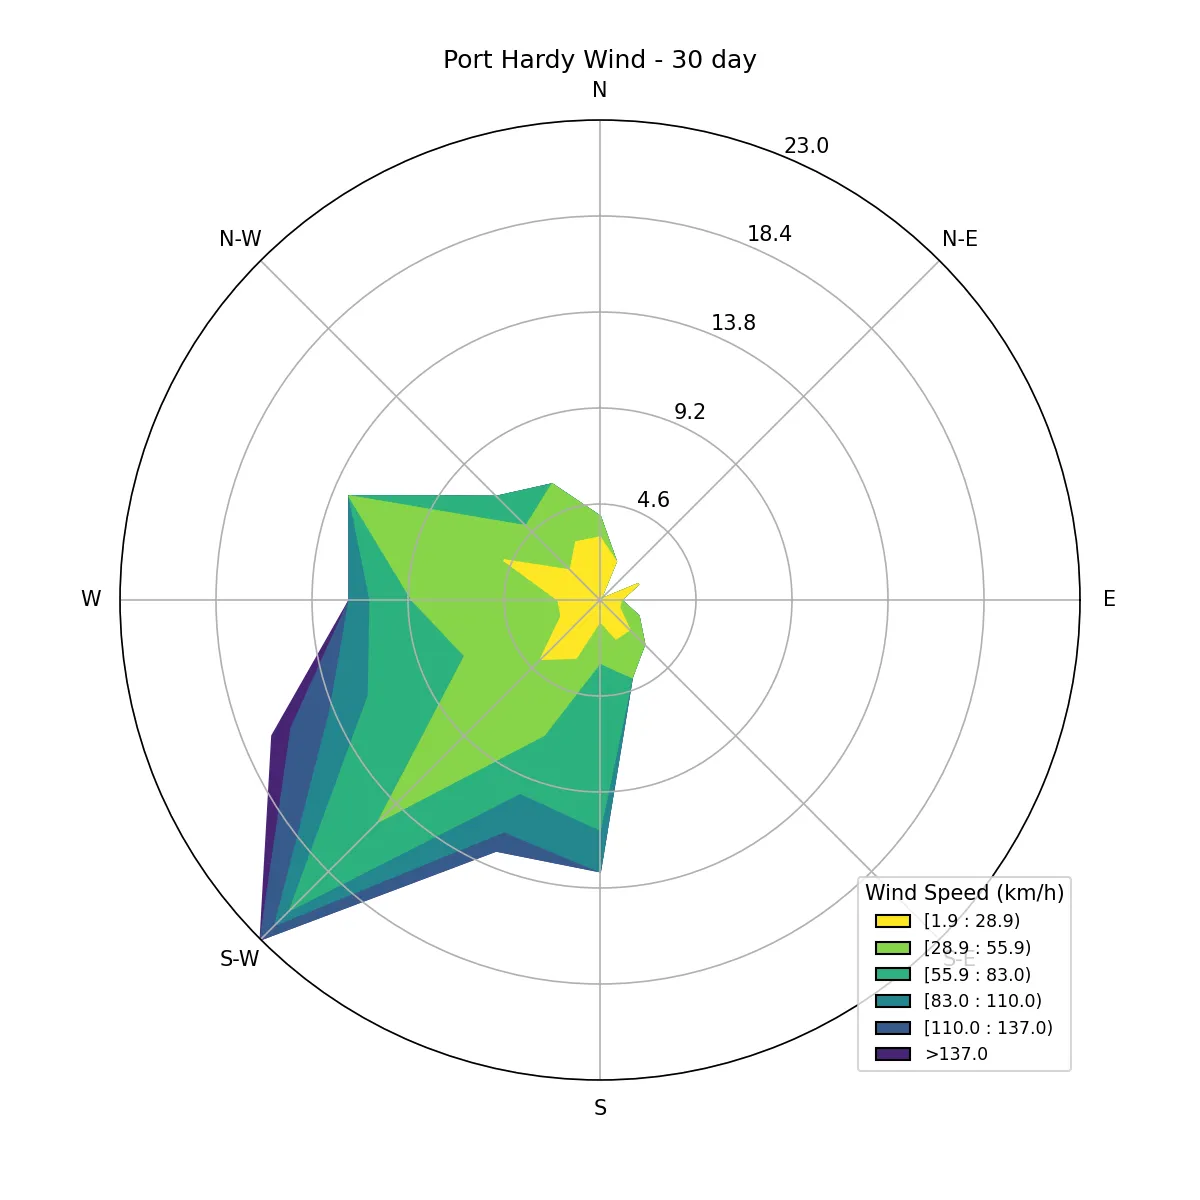 Port Hardy Wind - 30 day
N
23.0
N-W
N-E
18.4
13.8
9.2
4.6
W
E
S-W
S-E
S
Wind Speed (km/h)
[1.9 : 28.9)
[28.9 : 55.9)
[55.9 : 83.0)
[83.0 : 110.0)
[110.0 : 137.0)
>137.0